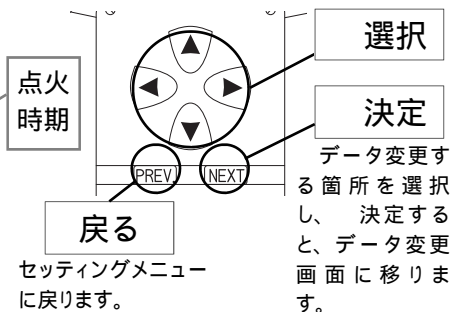 選択
点火
時期
決定
PREV.
NEXT
データ変更す
る箇所を選択
し、　決定する
と、データ変更
画面に移りま
す。
戻る
セッティングメニュー
に戻ります。